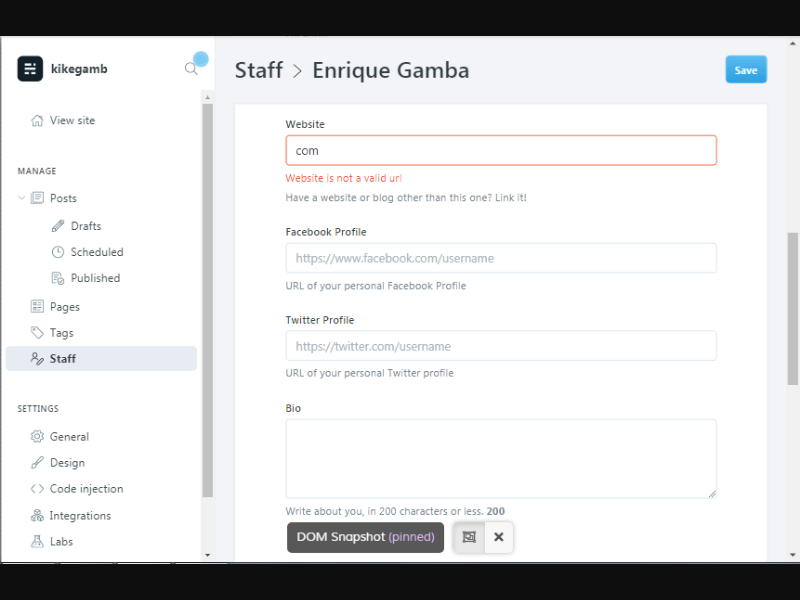 kikegamb
View site
MANAGE
Posts
Drafts
Scheduled
Published
Pages
Tags
Staff
SETTINGS
General
Design
Code injection
Integrations
Labs
Staff > Enrique Gamba
Save
Website
com
Website is not a valid url
Have a website or blog other than this one? Link it!
Facebook Profile
https://www.facebook.com/username
URL of your personal Facebook Profile
Twitter Profile
https://twitter.com/username
URL of your personal Twitter profile
Bio
Write about you, in 200 characters or less. 200
DOM Snapshot (pinned)